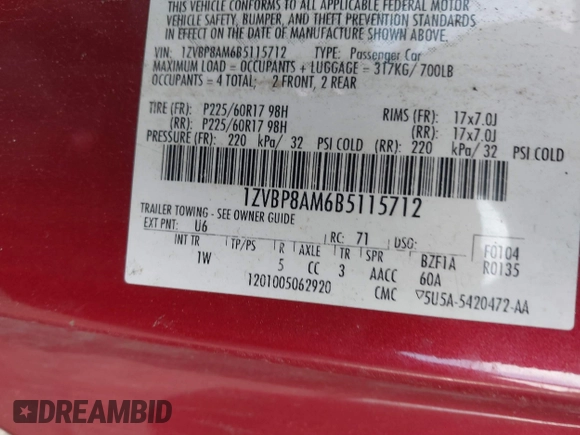 THIS VEHICLE CONFORMS TO ALL APPLICABLE FEDERAL MOTOR
VEHICLE SAFETY, BUMPER, AND THEFT PREVENTION STANDARDS
IN EFFECT ON THE DATE OF MANUFACTURE SHOWN ABOVE.
VIN: 1ZVBP8AM6B5115712 TYPE: Passenger Car
MAXIMUM LOAD = OCCUPANTS + LUGGAGE = 317KG/700LB
OCCUPANTS = 4 TOTAL; 2 FRONT, 2 REAR
TIRE (FR): P225/60R17 98H RIMS (FR): 17x7.0J
(RR): P225/60R17 98H (RR): 17x7.0J
PRESSURE (FR): 220 kPa/ 32 PSI COLD (RR): 220 kPa/32 PSI COLD
1ZVBP8AM6B5115712
TRAILER TOWING - SEE OWNER GUIDE
EXT PNT: U6 RC: 71 DSO: F0104
INT TR TP/PS R AXLE TR SPR BZF1A R0135
1W 5 CC 3 AACC 60A
1201005062920 CMC ▽5U5A-5420472-AA
DREAMBID